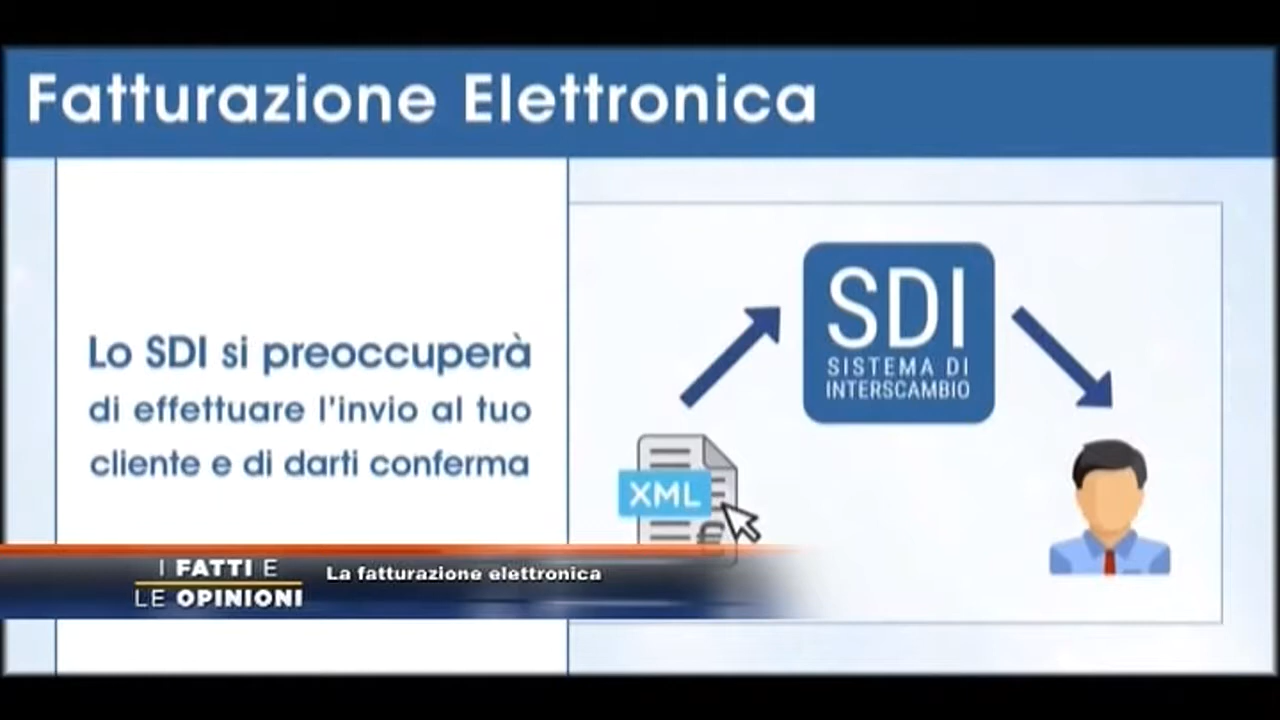 Fatturazione Elettronica
Lo SDI si preoccuperà
di effettuare l'invio al tuo
cliente e di darti conferma
SDI
SISTEMA DI
INTERSCAMBIO
XML
€
I FATTI E
LE OPINIONI
La fatturazione elettronica